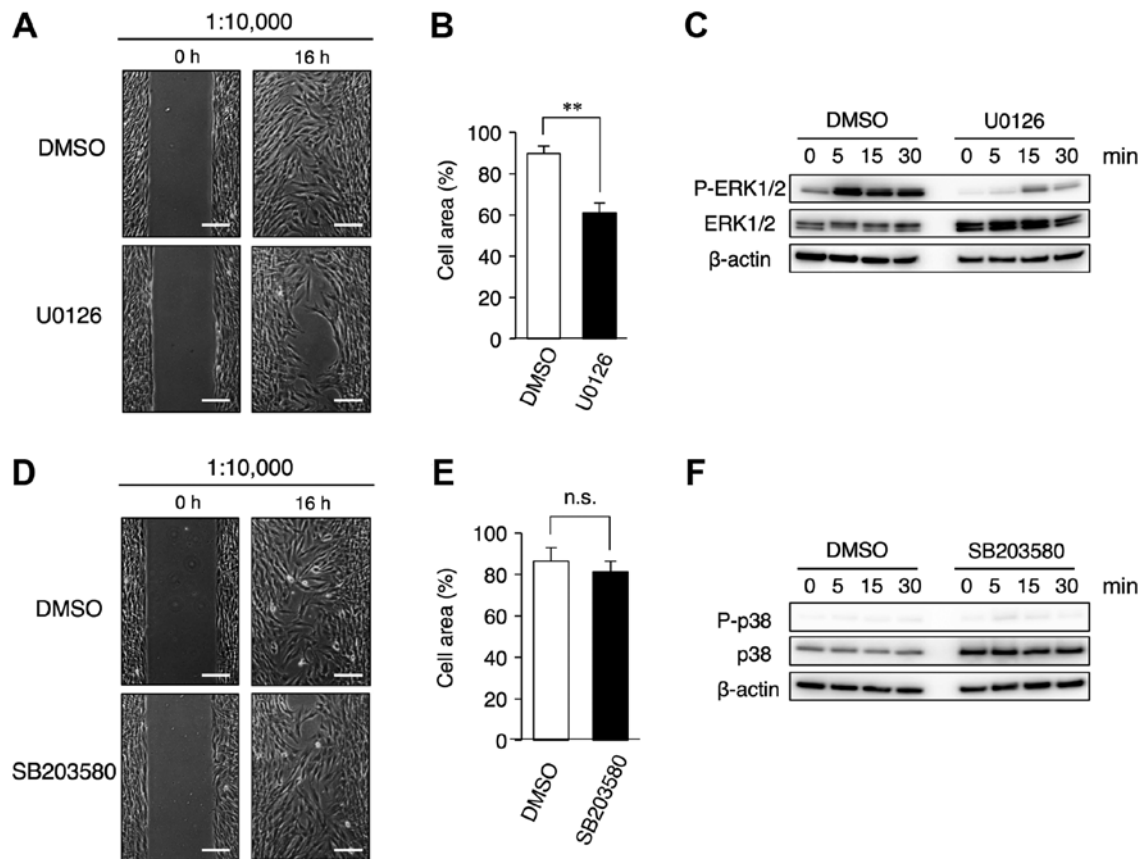 A
1:10,000
0 h 16 h
DMSO
U0126
B
**
Cell area (%)
100
80
60
40
20
0
DMSO
U0126
C
DMSO U0126
0 5 15 30 0 5 15 30 min
P-ERK1/2
ERK1/2
β-actin
D
1:10,000
0 h 16 h
DMSO
SB203580
E
n.s.
Cell area (%)
100
80
60
40
20
0
DMSO
SB203580
F
DMSO SB203580
0 5 15 30 0 5 15 30 min
P-p38
p38
β-actin